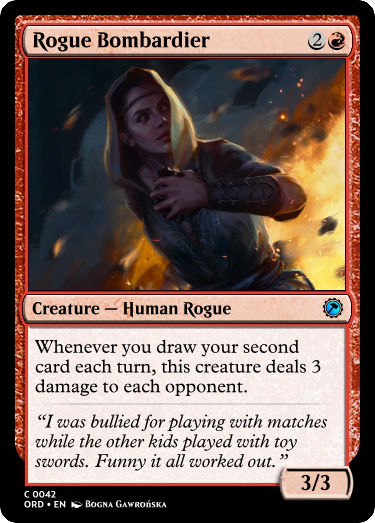 Rogue Bombardier 2
Creature — Human Rogue
Whenever you draw your second
card each turn, this creature deals 3
damage to each opponent.
“I was bullied for playing with matches
while the other kids played with toy
swords. Funny it all worked out.”
3/3
C 0042
ORD • EN Bogna Gawrońska